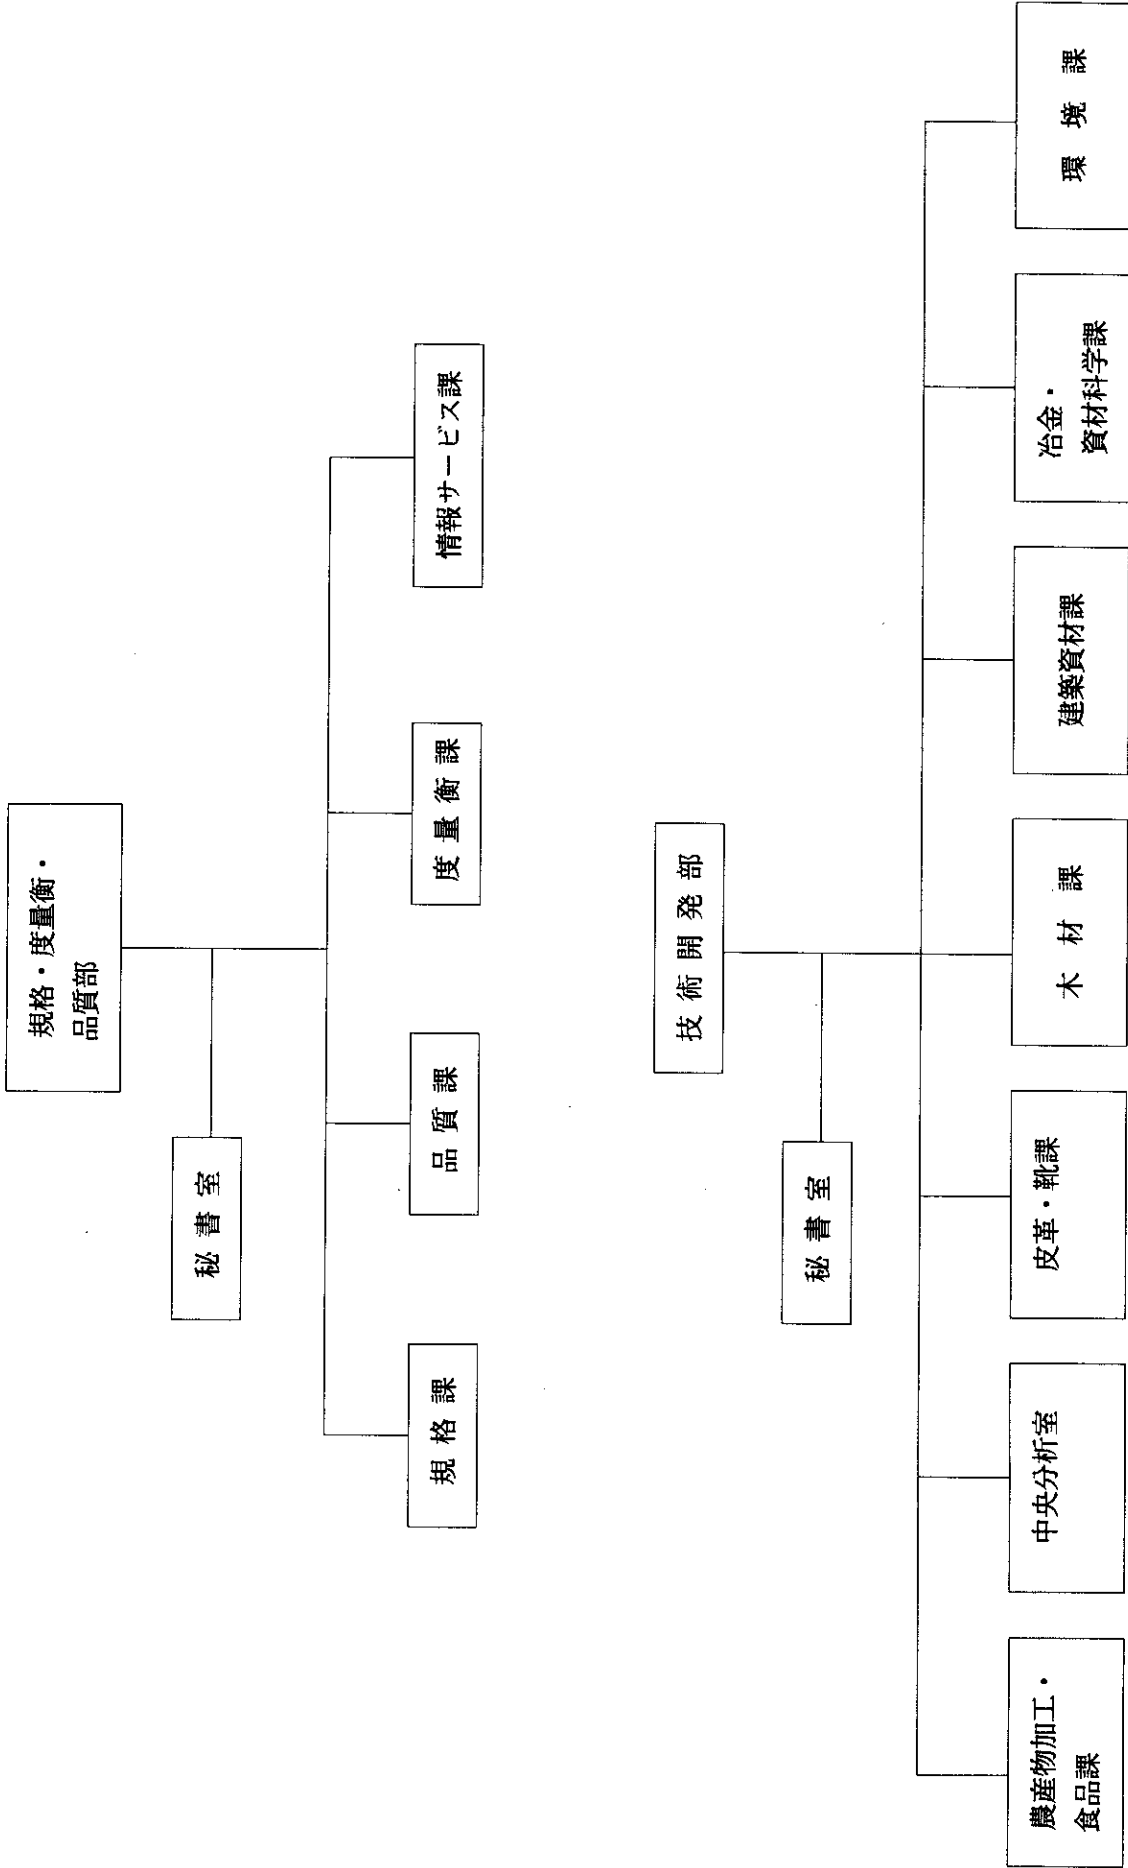 規格・度量衡・
品質部
秘書室
規格課
品質課
度量衡課
情報サービス課
技術開発部
秘書室
農産物加工・
食品課
中央分析室
皮革・靴課
木材課
建築資材課
冶金・
資材科学課
環境課